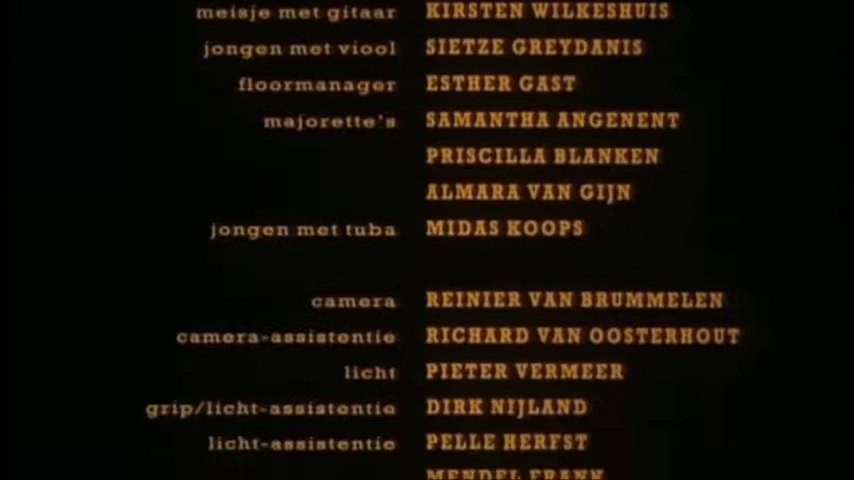 meisje met gitaar KIRSTEN WILKESHUIS
jongen met viool SIETZE GREYDANIS
floormanager ESTHER GAST
majorette's SAMANTHA ANGENENT
PRISCILLA BLANKEN
ALMARA VAN GIJN
jongen met tuba MIDAS KOOPS
camera REINIER VAN BRUMMELEN
camera-assistentie RICHARD VAN OOSTERHOUT
licht PIETER VERMEER
grip/licht-assistentie DIRK NIJLAND
licht-assistentie PELLE HERFST
MENDEL FRANK